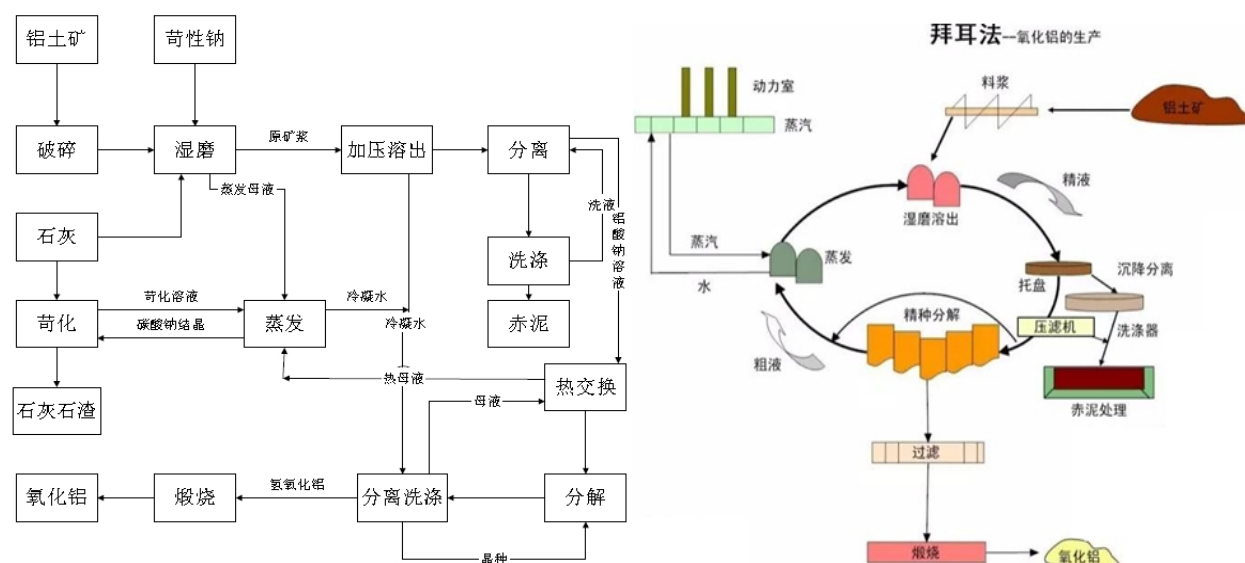 铝土矿
苛性钠
破碎
湿磨
原矿浆
加压溶出
分离
蒸发母液
洗液
铝酸钠溶液
石灰
洗涤
苛化
苛化溶液
碳酸钠结晶
蒸发
冷凝水
冷凝水
赤泥
热母液
热交换
石灰石渣
母液
氧化铝
煅烧
氢氧化铝
分离洗涤
分解
晶种
拜耳法--氧化铝的生产
动力室
蒸汽
料浆
铝土矿
精液
湿磨溶出
蒸汽
水
蒸发
托盘
沉降分离
洗涤器
压滤机
精种分解
粗液
赤泥处理
过滤
煅烧
氧化铝